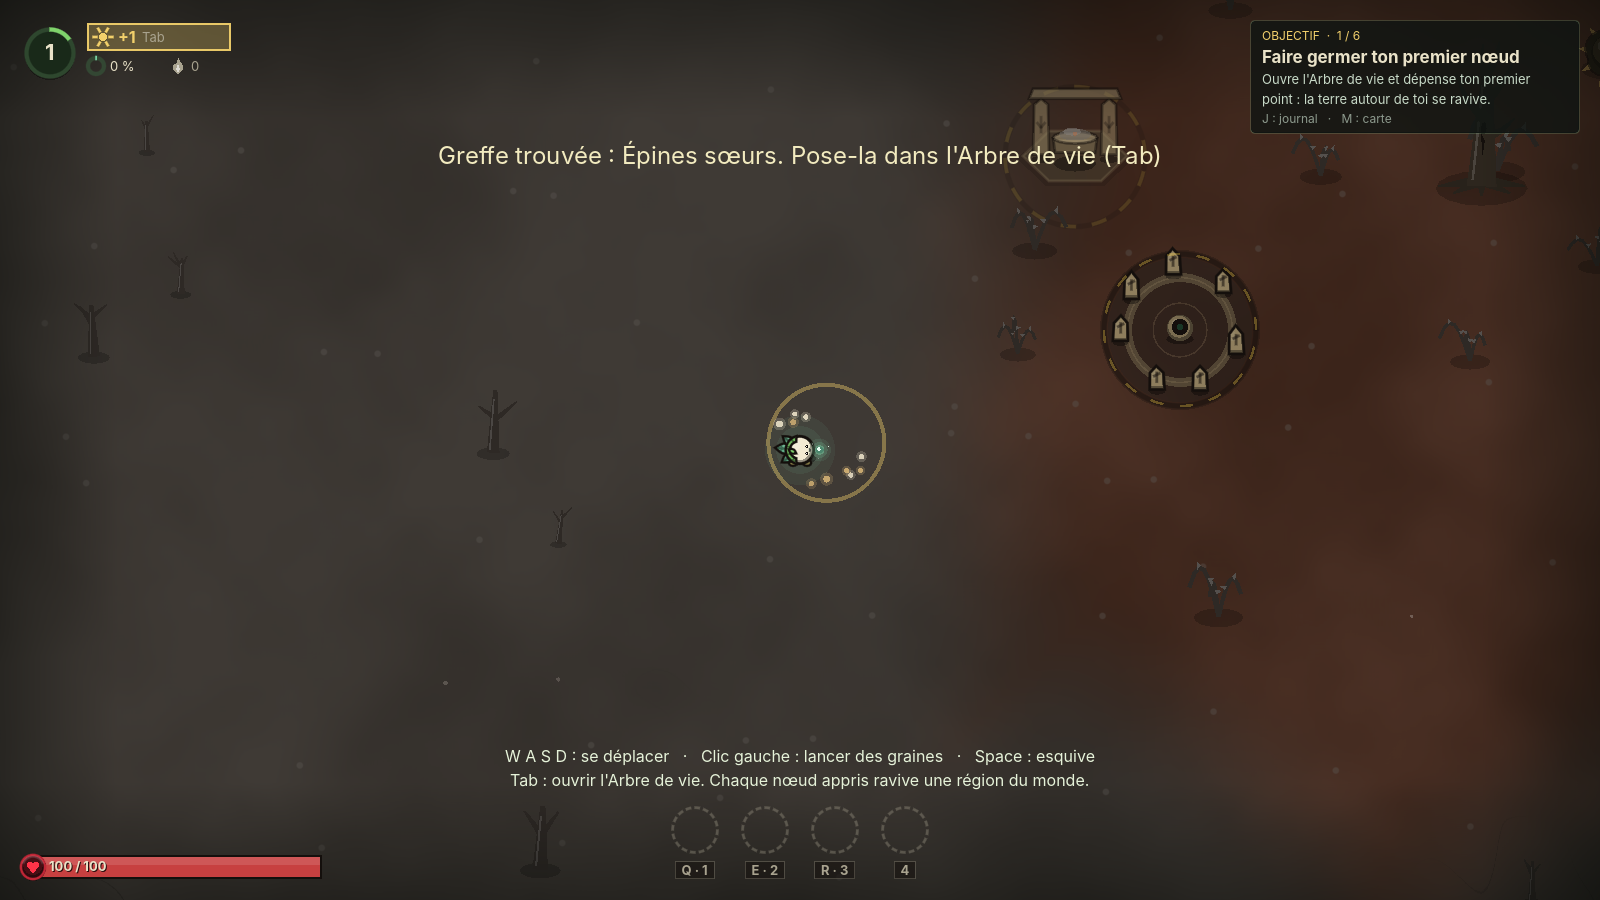 1
+1 Tab
0 %
0
OBJECTIF · 1 / 6
Faire germer ton premier nœud
Ouvre l'Arbre de vie et dépense ton premier
point : la terre autour de toi se ravive.
J : journal · M : carte
Greffe trouvée : Épines sœurs. Pose-la dans l'Arbre de vie (Tab)
W A S D : se déplacer · Clic gauche : lancer des graines · Space : esquive
Tab : ouvrir l'Arbre de vie. Chaque nœud appris ravive une région du monde.
100 / 100
Q · 1
E · 2
R · 3
4